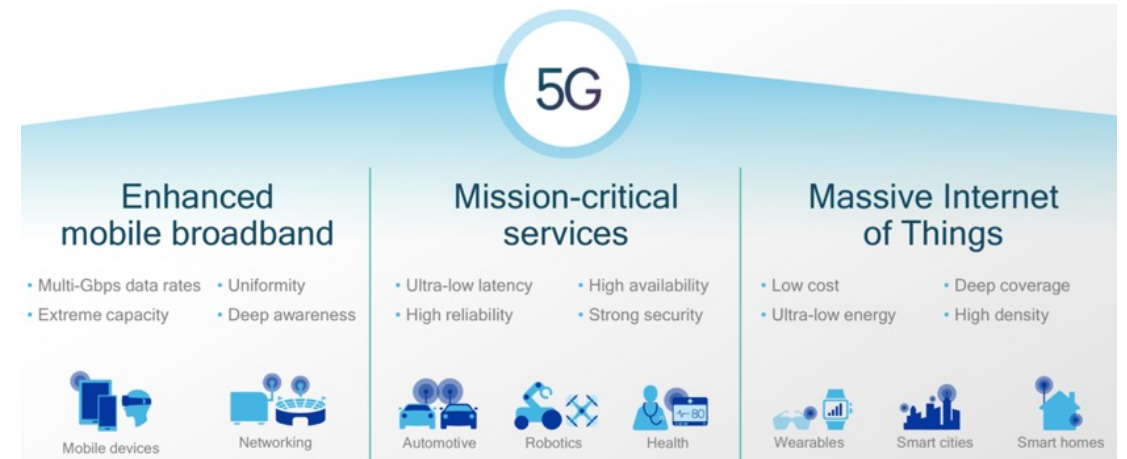 5G
Enhanced
mobile broadband
• Multi-Gbps data rates
• Uniformity
• Extreme capacity
• Deep awareness
Mobile devices
Networking
Mission-critical
services
• Ultra-low latency
• High availability
• High reliability
• Strong security
80
Automotive
Robotics
Health
Massive Internet
of Things
• Low cost
• Deep coverage
• Ultra-low energy
• High density
Wearables
Smart cities
Smart homes